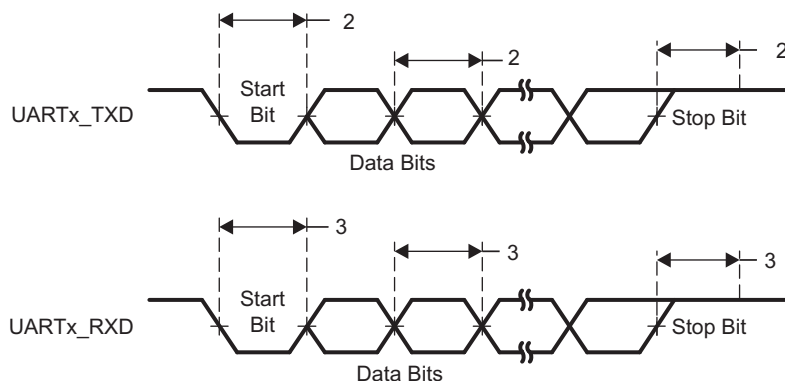 2
2
2
UARTx_TXD
Start
Bit
Stop Bit
Data Bits
3
3
3
UARTx_RXD
Start
Bit
Stop Bit
Data Bits